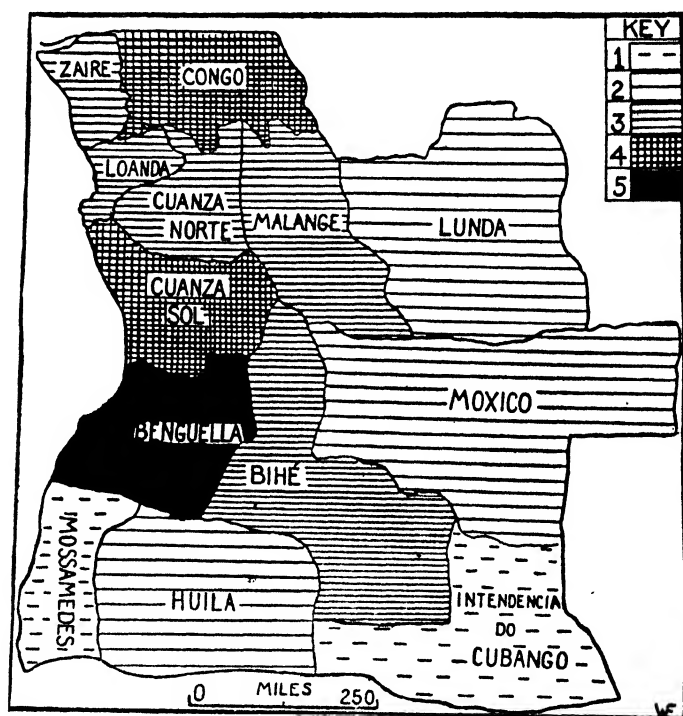 KEY
1
2
3
4
5
ZAIRE
CONGO
LOANDA
CUANZA
NORTE
MALANGE
LUNDA
CUANZA
SOL
MOXICO
BENGUELLA
BIHÉ
MOSSAMEDES
HUILA
INTENDENCIA
DO
CUBANGO
0 MILES 250